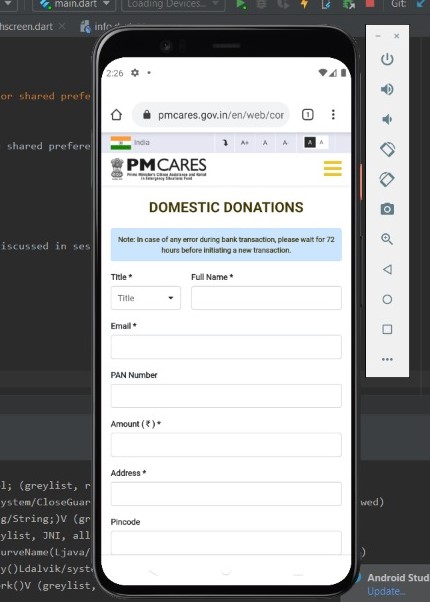 main.dart
Loading Devices...
Git:
hscreen.dart
info.dart
or shared prefe
shared prefere
iscussed in ses
2:26
pmcares.gov.in/en/web/cor
1
India
A+ A A- A A
PM CARES
Prime Minister's Citizen Assistance and Relief
in Emergency Situations Fund
DOMESTIC DONATIONS
Note: In case of any error during bank transaction, please wait for 72
hours before initiating a new transaction.
Title * Full Name *
Title
Email *
PAN Number
Amount ( ₹ ) *
Address *
Pincode
l; (greylist, r
ystem/CloseGuar wed)
g/String;)V (gr
ylist, JNI, all
urveName(Ljava/ )
y()Ldalvik/syst
rk()V (greylist,
Android Stud
Update...